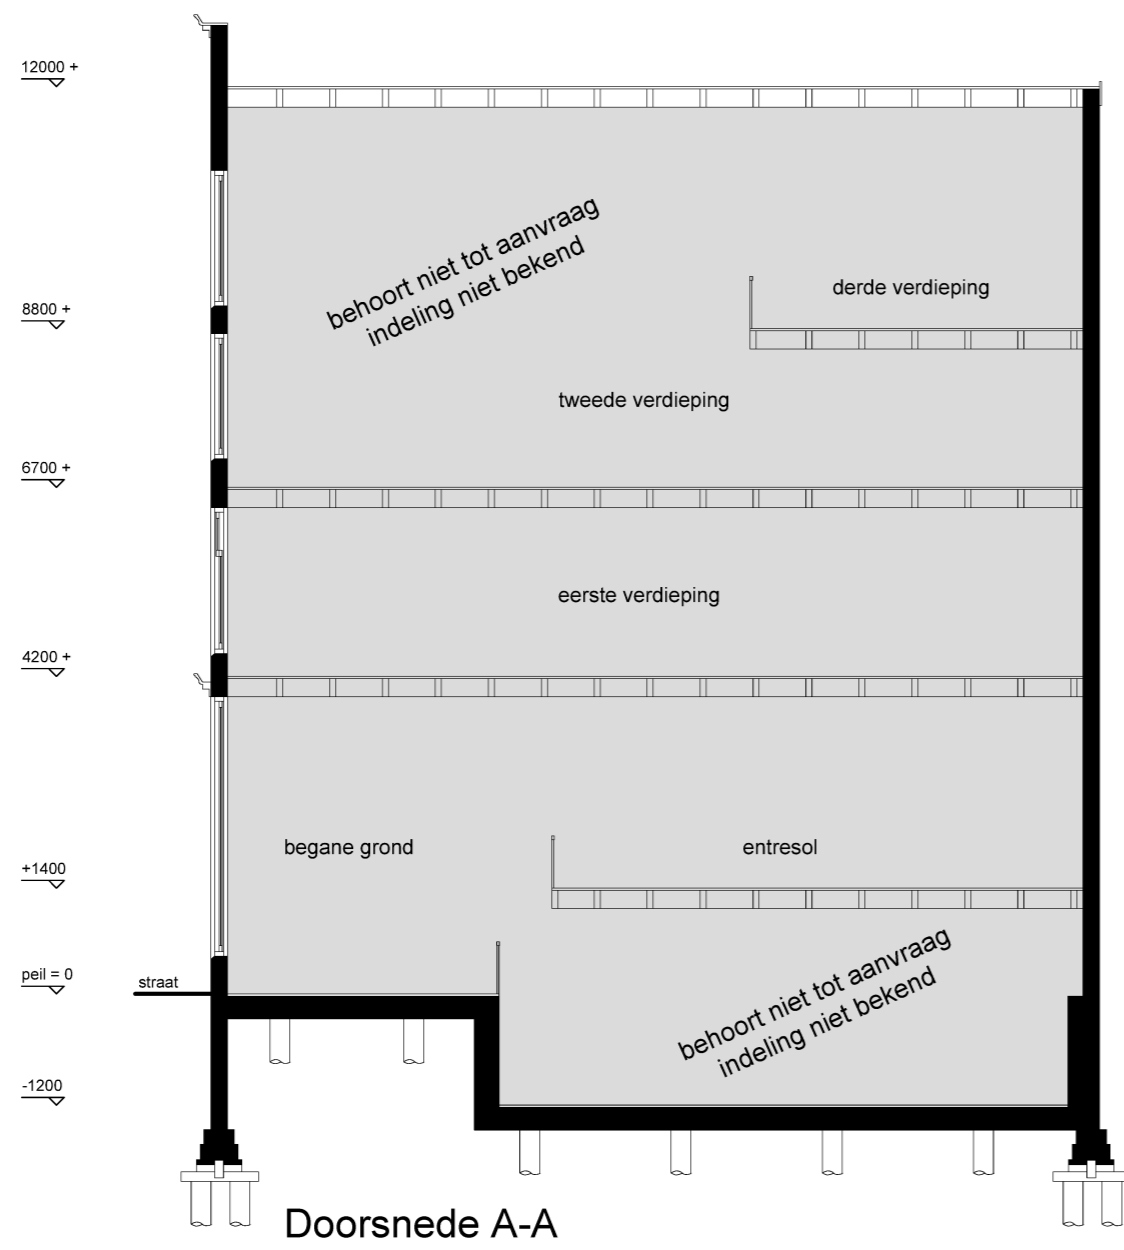 12000 +
behoort niet tot aanvraag
indeling niet bekend
derde verdieping
8800 +
tweede verdieping
6700 +
eerste verdieping
4200 +
begane grond
entresol
+1400
behoort niet tot aanvraag
indeling niet bekend
peil = 0
straat
-1200
Doorsnede A-A